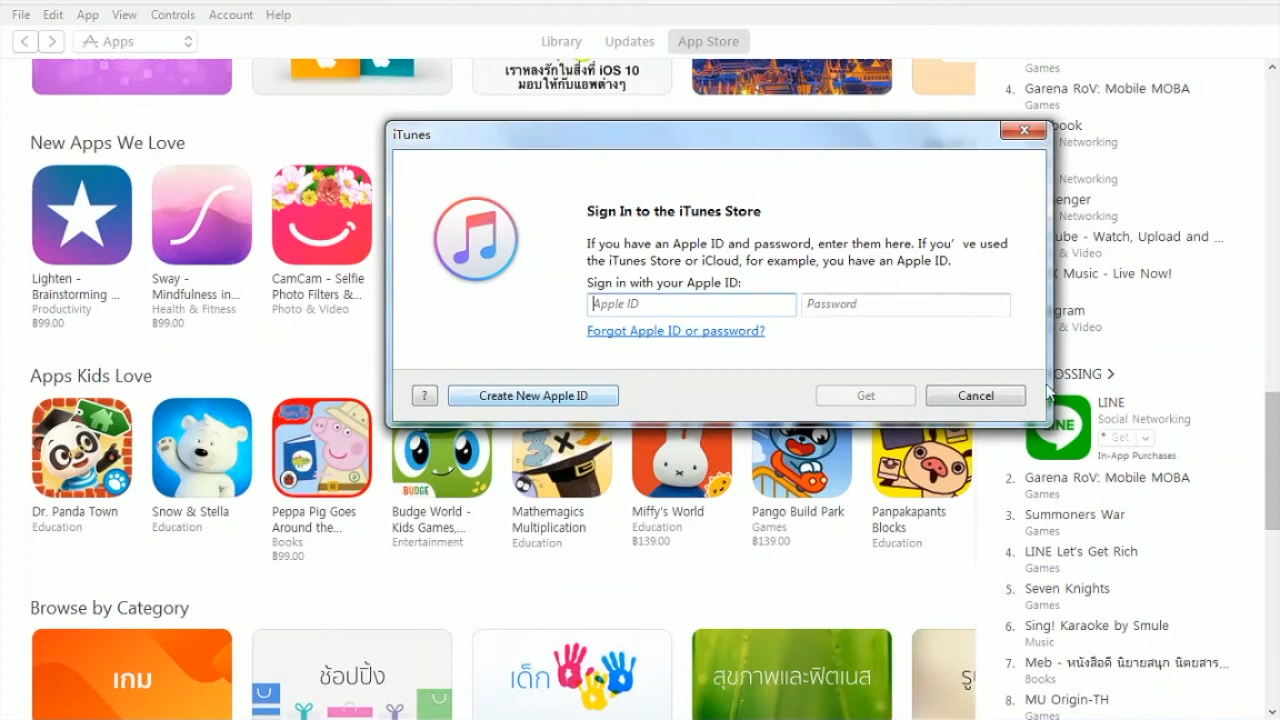 File Edit App View Controls Account Help
Apps
Library Updates App Store
เราหลงรักในสิ่งที่ iOS 10
มอบให้กับแอพต่างๆ
New Apps We Love
Lighten -
Brainstorming ...
Productivity
฿99.00
Sway -
Mindfulness in...
Health & Fitness
฿99.00
CamCam - Selfie
Photo Filters &...
Photo & Video
iTunes
Sign In to the iTunes Store
If you have an Apple ID and password, enter them here. If you've used
the iTunes Store or iCloud, for example, you have an Apple ID.
Sign in with your Apple ID:
Apple ID
Password
Forgot Apple ID or password?
?
Create New Apple ID
Get
Cancel
Apps Kids Love
Dr. Panda Town
Education
Snow & Stella
Education
Peppa Pig
Peppa Pig Goes
Around the...
Books
฿99.00
BUDGE
Budge World -
Kids Games,...
Entertainment
Mathemagics
Multiplication
Education
Miffy's World
Education
฿139.00
Pango Build Park
Games
฿139.00
Panpakapants
Blocks
Education
Browse by Category
เกม
ช้อปปิ้ง
เด็ก
สุขภาพและฟิตเนส
รู
Games
4. Garena RoV: Mobile MOBA
Games
book
Networking
Networking
enger
Networking
ube - Watch, Upload and ...
& Video
X Music - Live Now!
gram
& Video
OSSING
LINE
LINE
Social Networking
Get
In-App Purchases
2. Garena RoV: Mobile MOBA
Games
3. Summoners War
Games
4. LINE Let's Get Rich
Games
5. Seven Knights
Games
6. Sing! Karaoke by Smule
Music
7. Meb - หนังสือดี นิยายสนุก นิตยสาร...
Books
8. MU Origin-TH
Games